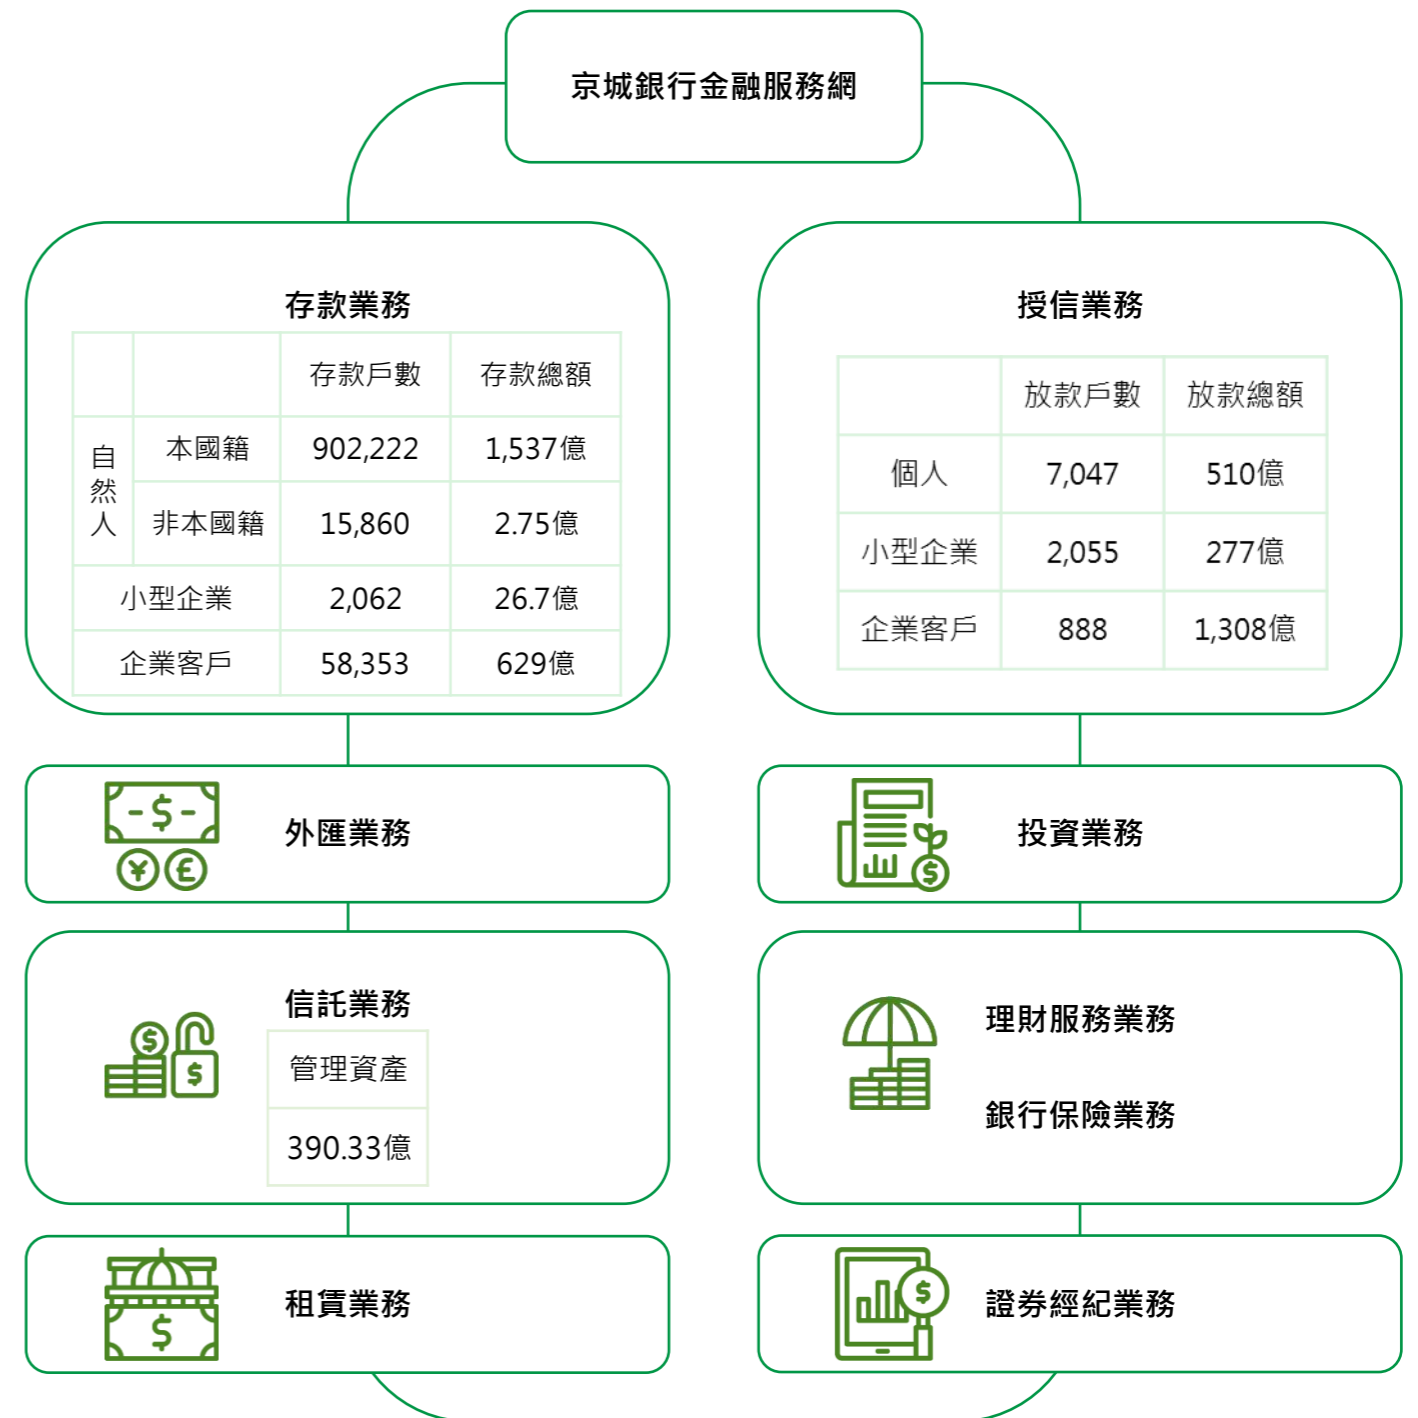 京城銀行金融服務網
存款業務
存款戶數 存款總額
自然人 本國籍 902,222 1,537億
非本國籍 15,860 2.75億
小型企業 2,062 26.7億
企業客戶 58,353 629億
授信業務
放款戶數 放款總額
個人 7,047 510億
小型企業 2,055 277億
企業客戶 888 1,308億
外匯業務
投資業務
信託業務
管理資產
390.33億
理財服務業務
銀行保險業務
租賃業務
證券經紀業務